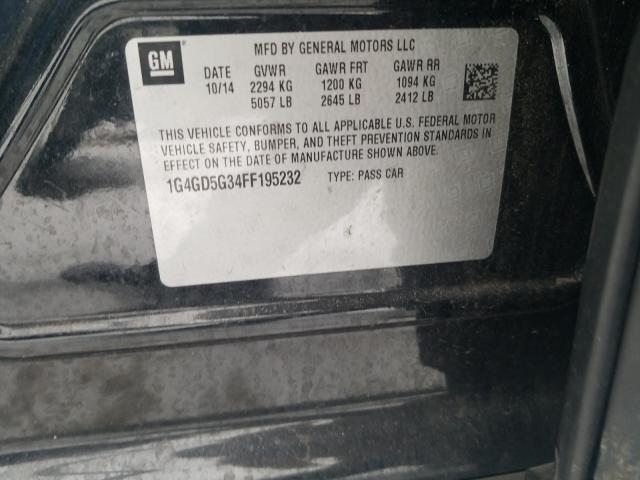 GM
MFD BY GENERAL MOTORS LLC
DATE GVWR GAWR FRT GAWR RR
10/14 2294 KG 1200 KG 1094 KG
5057 LB 2645 LB 2412 LB
THIS VEHICLE CONFORMS TO ALL APPLICABLE U.S. FEDERAL MOTOR
VEHICLE SAFETY, BUMPER, AND THEFT PREVENTION STANDARDS IN
EFFECT ON THE DATE OF MANUFACTURE SHOWN ABOVE.
1G4GD5G34FF195232 TYPE: PASS CAR